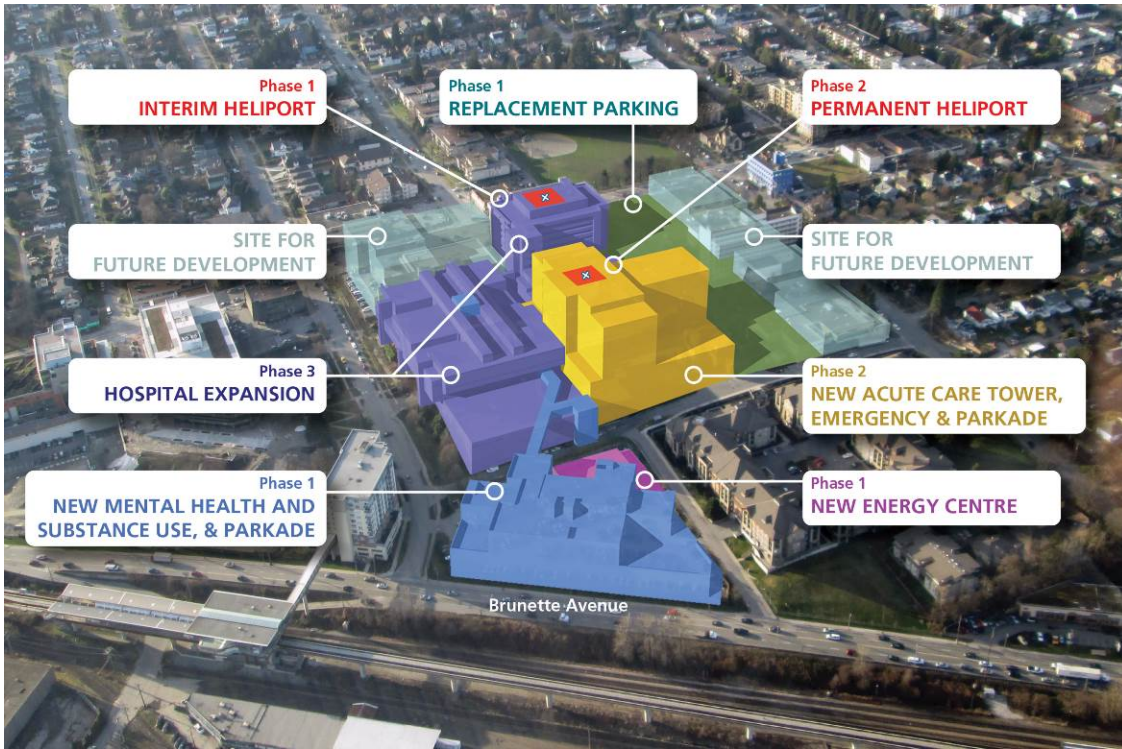 Phase 1
INTERIM HELIPORT
Phase 1
REPLACEMENT PARKING
Phase 2
PERMANENT HELIPORT
SITE FOR
FUTURE DEVELOPMENT
SITE FOR
FUTURE DEVELOPMENT
Phase 3
HOSPITAL EXPANSION
Phase 2
NEW ACUTE CARE TOWER,
EMERGENCY & PARKADE
Phase 1
NEW MENTAL HEALTH AND
SUBSTANCE USE, & PARKADE
Phase 1
NEW ENERGY CENTRE
Brunette Avenue